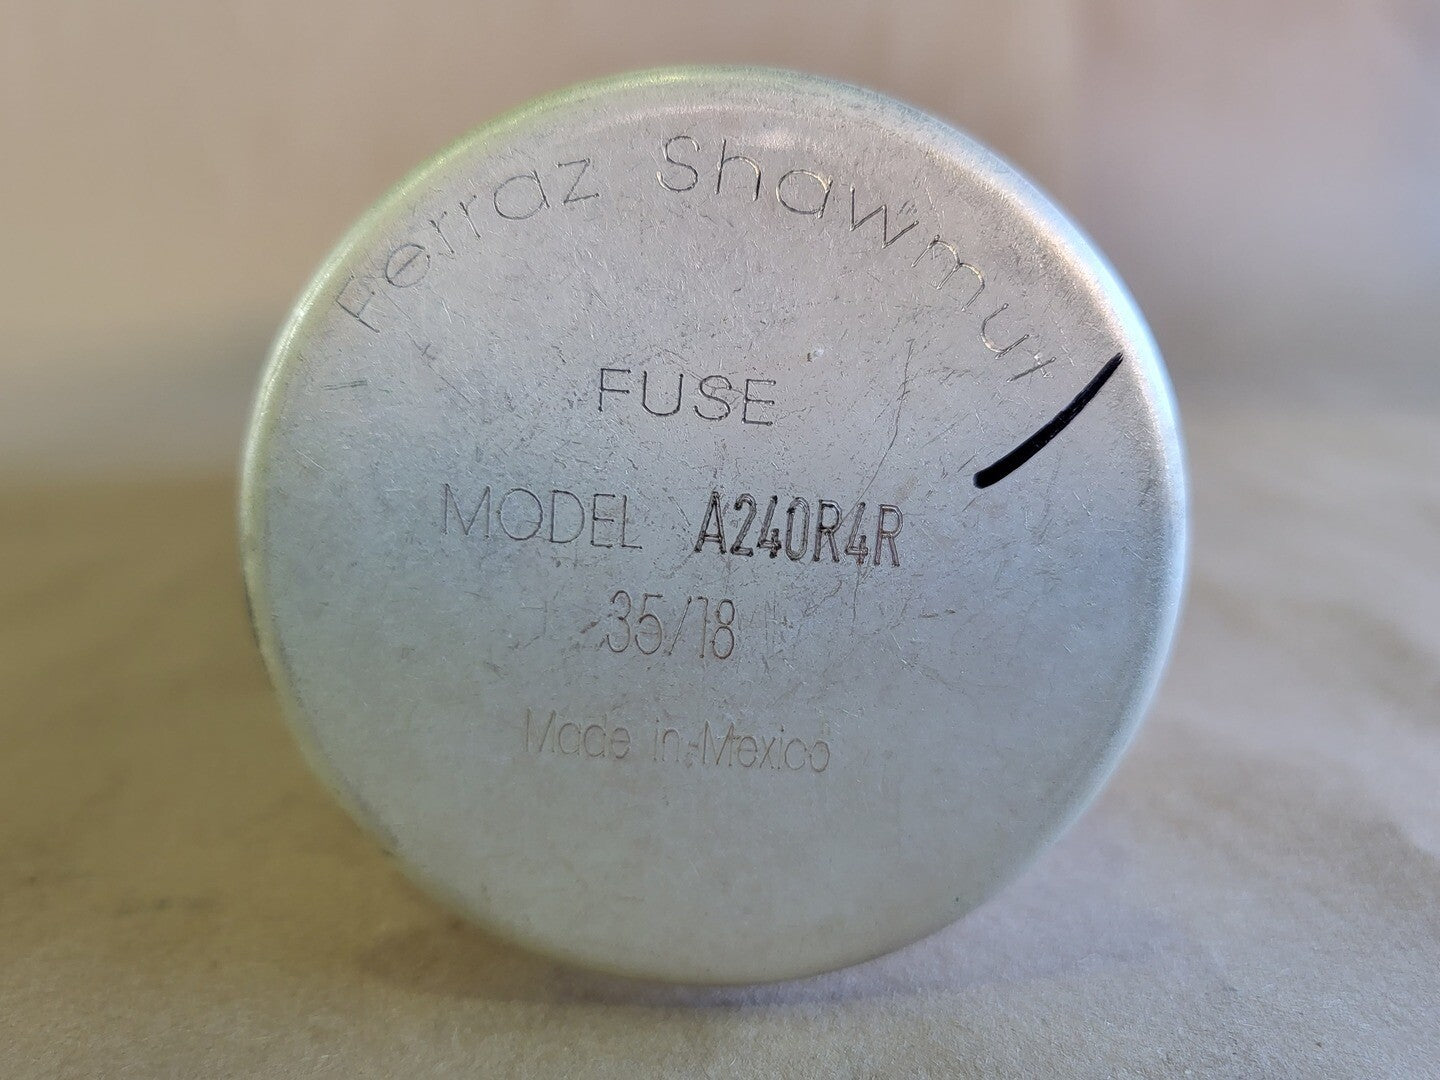 Ferraz Shawmut
FUSE
MODEL A240R4R
35/18
Made in Mexico